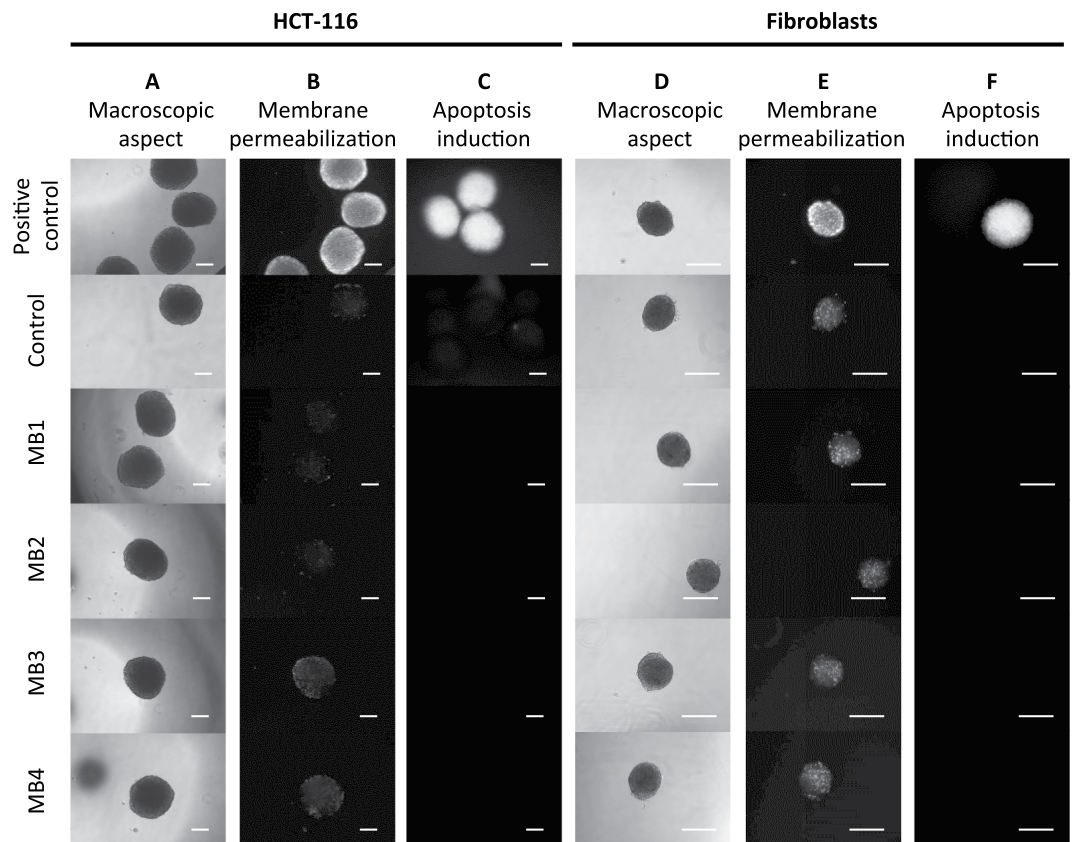 HCT-116
Fibroblasts
A
Macroscopic
aspect
B
Membrane
permeabilization
C
Apoptosis
induction
D
Macroscopic
aspect
E
Membrane
permeabilization
F
Apoptosis
induction
Positive
control
Control
MB1
MB2
MB3
MB4